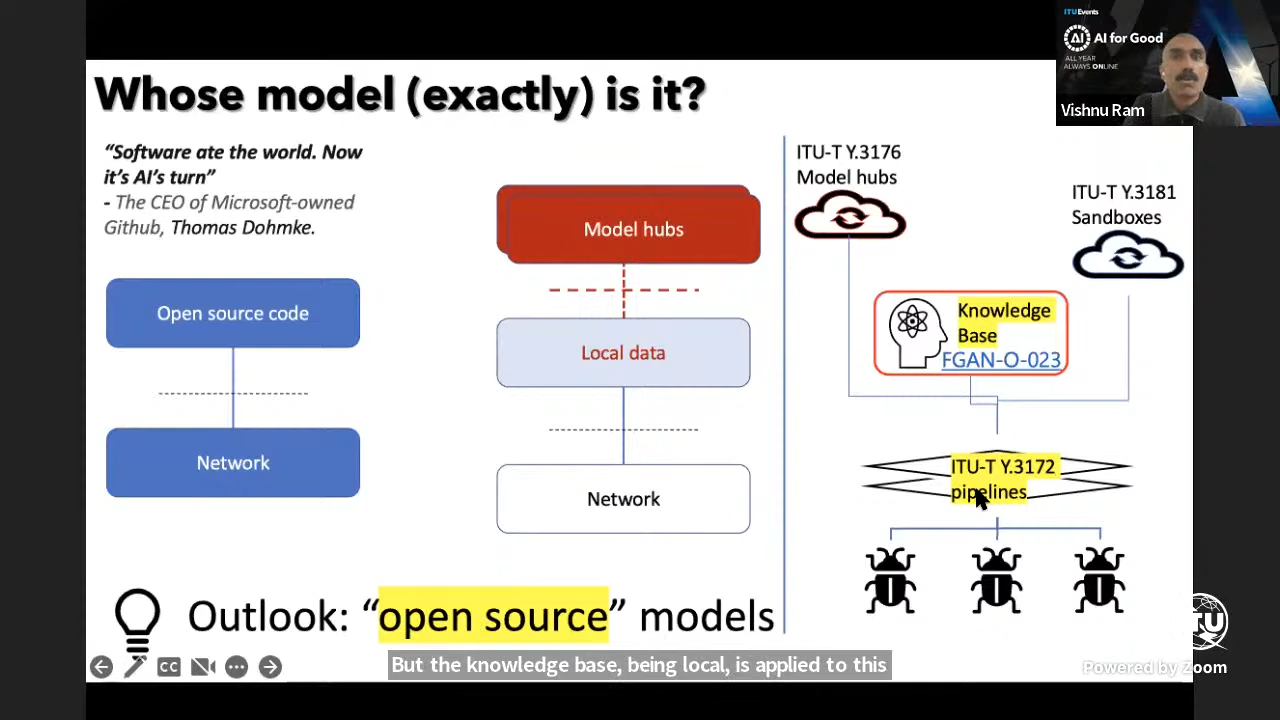 Whose model (exactly) is it?
“Software ate the world. Now
it’s AI’s turn”
- The CEO of Microsoft-owned
Github, Thomas Dohmke.
Open source code
Network
Model hubs
Local data
Network
ITU-T Y.3176
Model hubs
ITU-T Y.3181
Sandboxes
Knowledge
Base
FGAN-O-023
ITU-T Y.3172
pipelines
Outlook: “open source” models
CC
But the knowledge base, being local, is applied to this
ITUEvents
AI
AI for Good
ALL YEAR
ALWAYS ONLINE
Vishnu Ram
Powered by Zoom